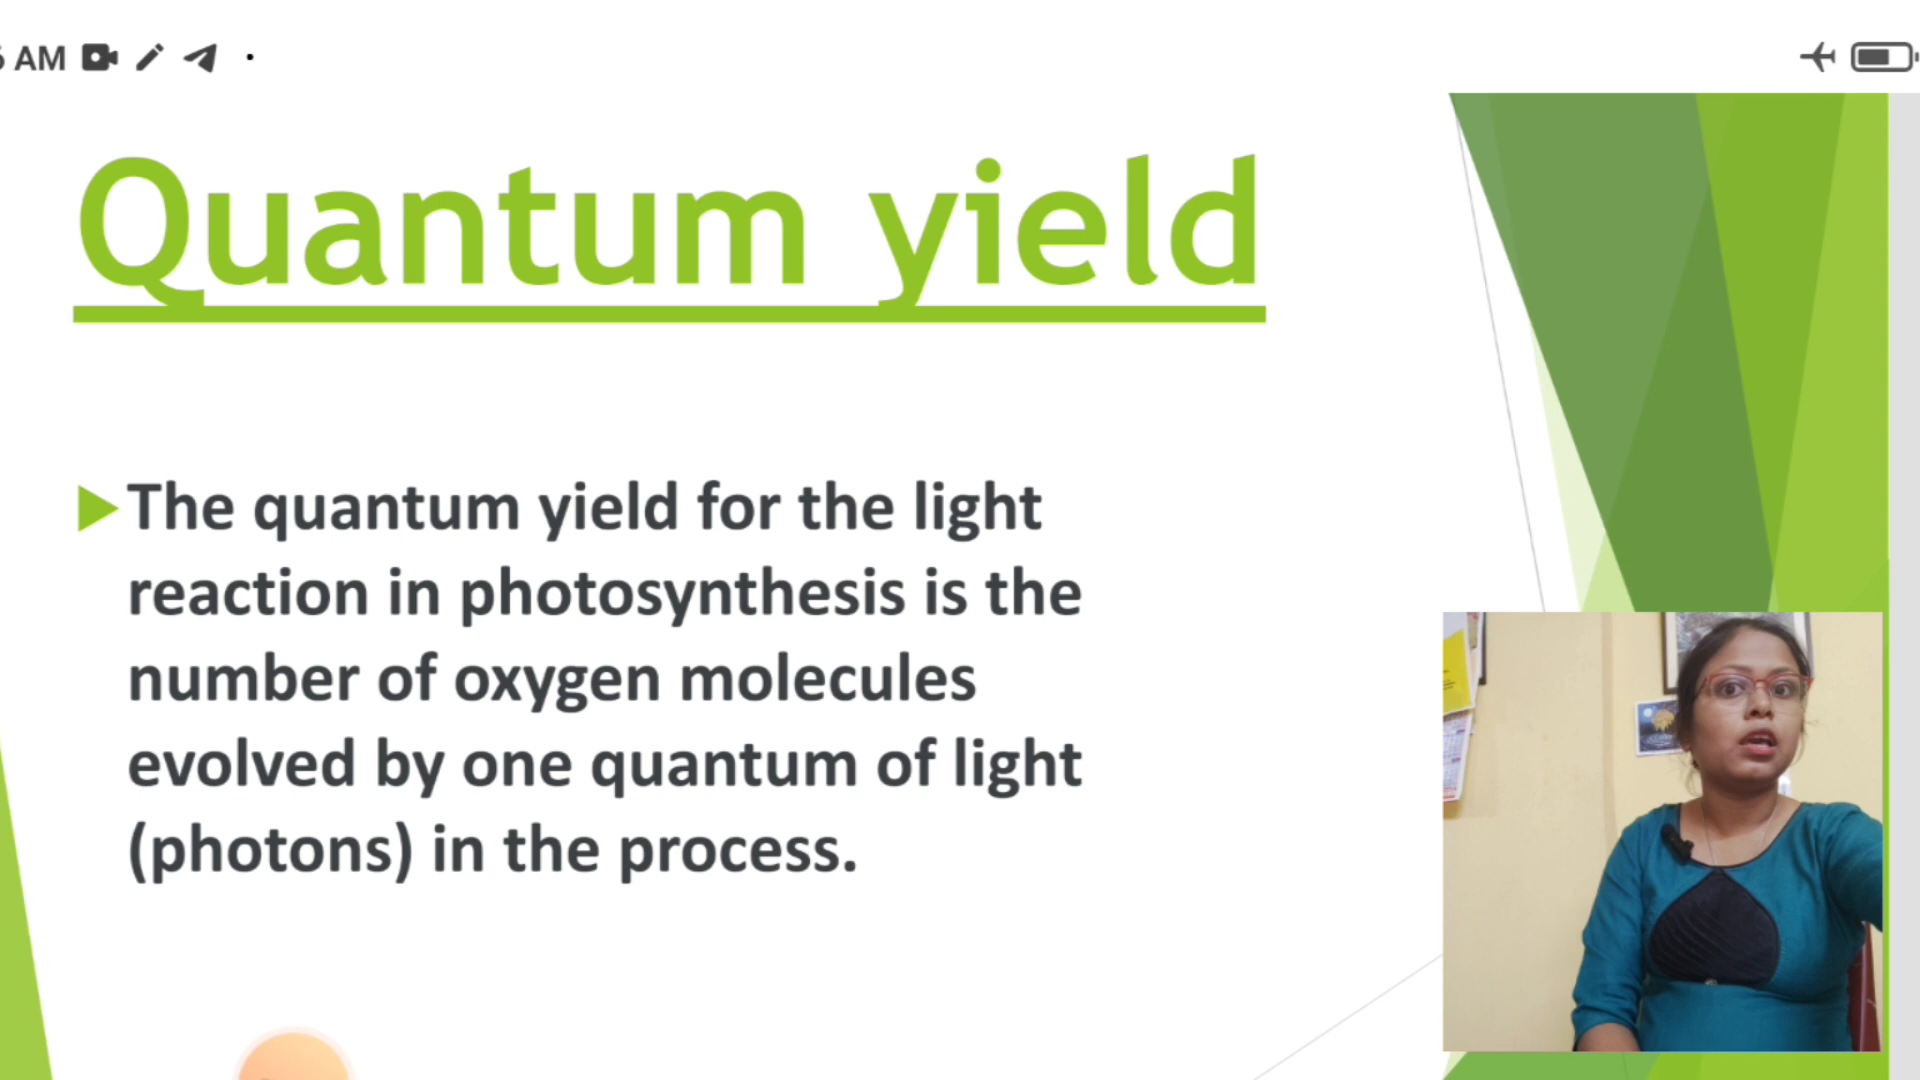 6 AM
Quantum yield
The quantum yield for the light
reaction in photosynthesis is the
number of oxygen molecules
evolved by one quantum of light
(photons) in the process.